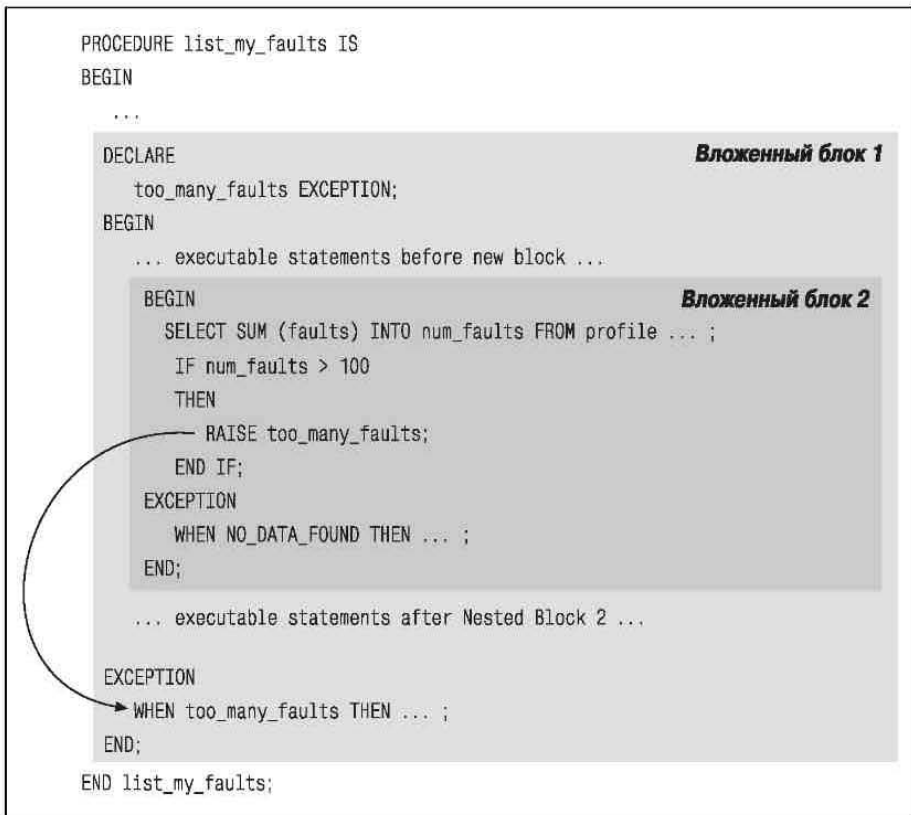 PROCEDURE list_my_faults IS
BEGIN
...
DECLARE Вложенный блок 1
too_many_faults EXCEPTION;
BEGIN
... executable statements before new block ...
BEGIN Вложенный блок 2
SELECT SUM (faults) INTO num_faults FROM profile ... ;
IF num_faults > 100
THEN
RAISE too_many_faults;
END IF;
EXCEPTION
WHEN NO_DATA_FOUND THEN ... ;
END;
... executable statements after Nested Block 2 ...
EXCEPTION
WHEN too_many_faults THEN ... ;
END;
END list_my_faults;